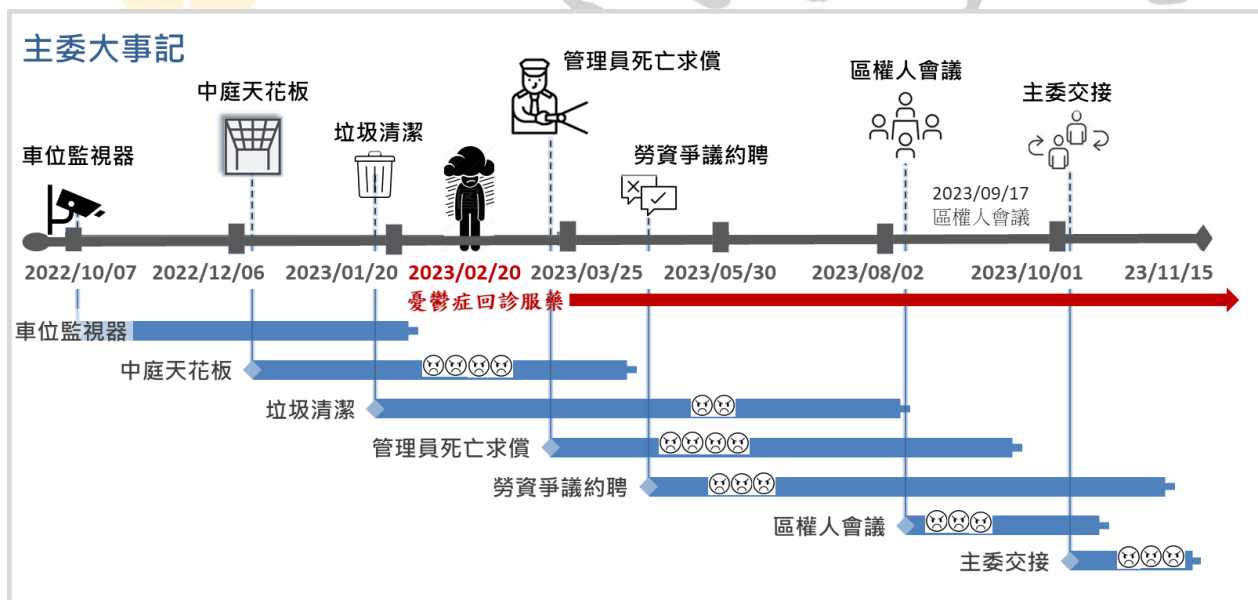 主委大事記
管理員死亡求償
區權人會議
中庭天花板
主委交接
垃圾清潔
車位監視器
勞資爭議約聘
2023/09/17
區權人會議
2022/10/07 2022/12/06 2023/01/20 2023/02/20 2023/03/25 2023/05/30 2023/08/02 2023/10/01 23/11/15
憂鬱症回診服藥
車位監視器
中庭天花板
垃圾清潔
管理員死亡求償
勞資爭議約聘
區權人會議
主委交接